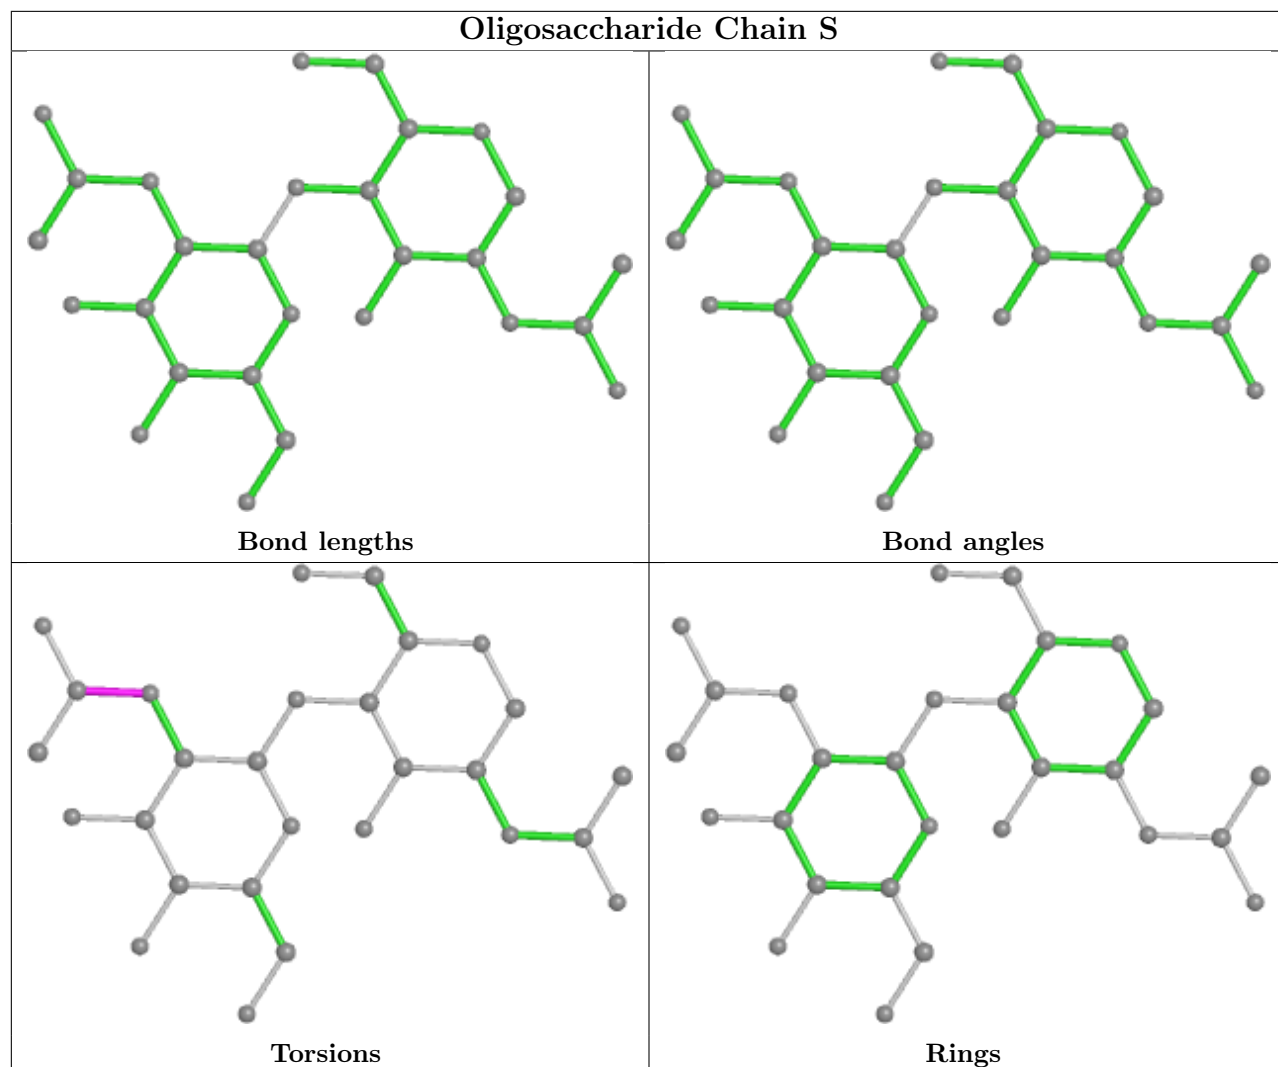 Oligosaccharide Chain S
Bond lengths
Bond angles
Torsions
Rings